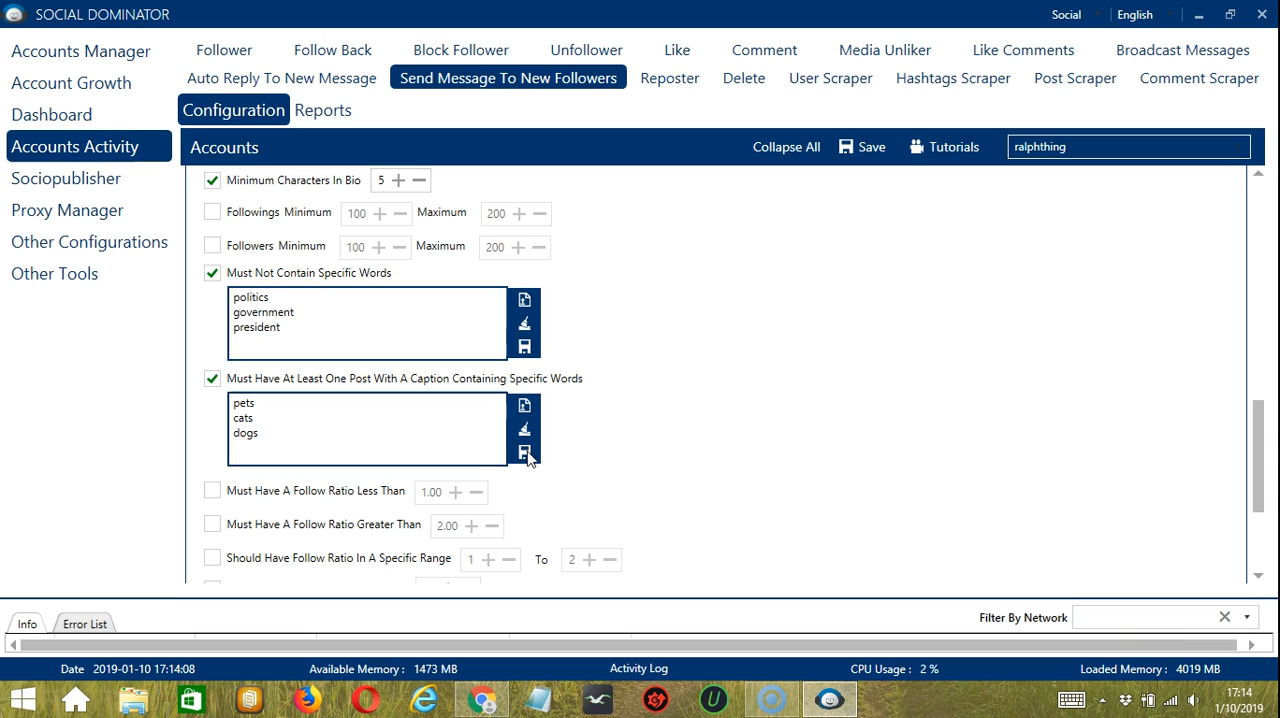 SOCIAL DOMINATOR
Social
English
Accounts Manager
Account Growth
Dashboard
Accounts Activity
Sociopublisher
Proxy Manager
Other Configurations
Other Tools
Follower Follow Back Block Follower Unfollower Like Comment Media Unliker Like Comments Broadcast Messages
Auto Reply To New Message Send Message To New Followers Reposter Delete User Scraper Hashtags Scraper Post Scraper Comment Scraper
Configuration Reports
Accounts Collapse All Save Tutorials ralphthing
Minimum Characters In Bio 5
Followings Minimum 100 Maximum 200
Followers Minimum 100 Maximum 200
Must Not Contain Specific Words
politics
government
president
Must Have At Least One Post With A Caption Containing Specific Words
pets
cats
dogs
Must Have A Follow Ratio Less Than 1.00
Must Have A Follow Ratio Greater Than 2.00
Should Have Follow Ratio In A Specific Range 1 To 2
Info Error List Filter By Network
Date 2019-01-10 17:14:08 Available Memory : 1473 MB Activity Log CPU Usage : 2 % Loaded Memory : 4019 MB
17:14
1/10/2019